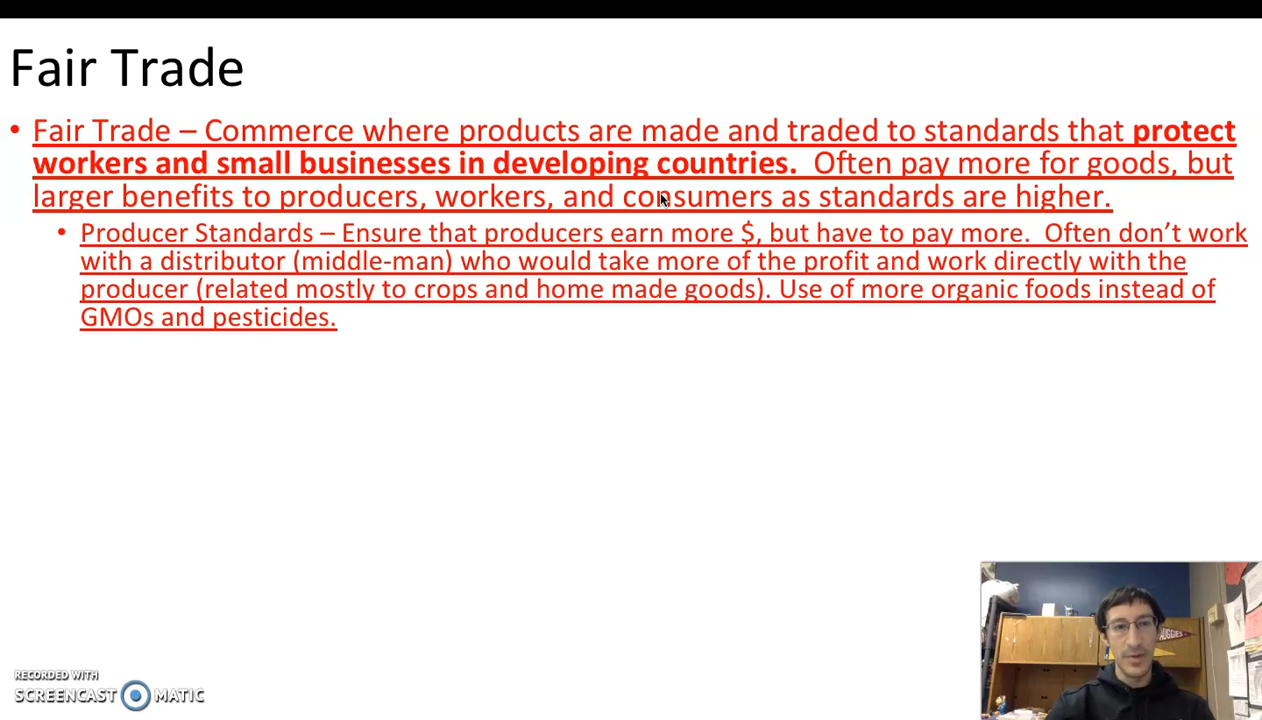 Fair Trade
• Fair Trade – Commerce where products are made and traded to standards that protect
workers and small businesses in developing countries.  Often pay more for goods, but
larger benefits to producers, workers, and consumers as standards are higher.
• Producer Standards – Ensure that producers earn more $, but have to pay more.  Often don’t work
with a distributor (middle-man) who would take more of the profit and work directly with the
producer (related mostly to crops and home made goods). Use of more organic foods instead of
GMOs and pesticides.
HUGGIES
RECORDED WITH
SCREENCAST MATIC